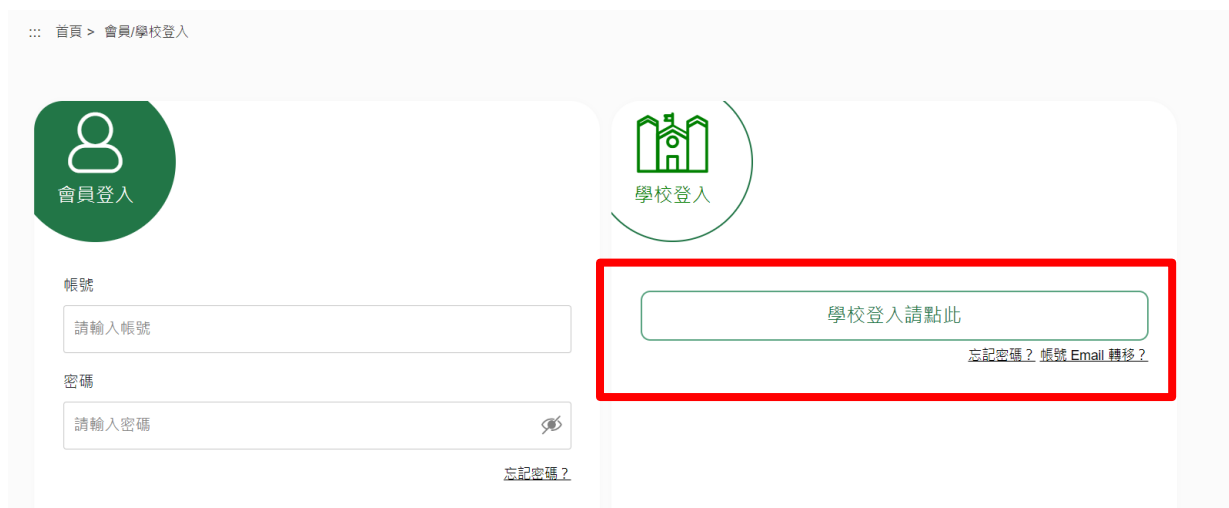 ::: 首頁 > 會員/學校登入
會員登入
帳號
請輸入帳號
密碼
請輸入密碼
忘記密碼？
學校登入
學校登入請點此
忘記密碼？ 帳號 Email 轉移？